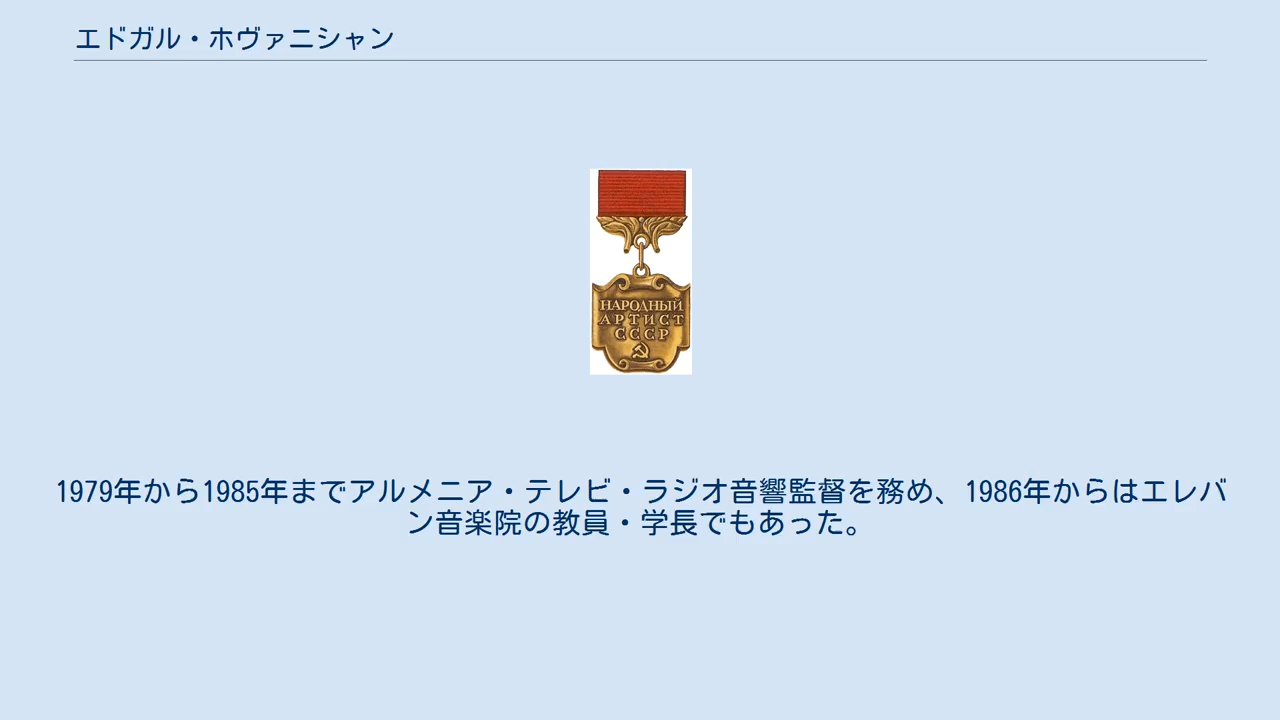 エドガル・ホヴァニシャン
НАРОДНЫЙ
АРТИСТ
СССР
1979年から1985年までアルメニア・テレビ・ラジオ音響監督を務め、1986年からはエレバ
ン音楽院の教員・学長でもあった。